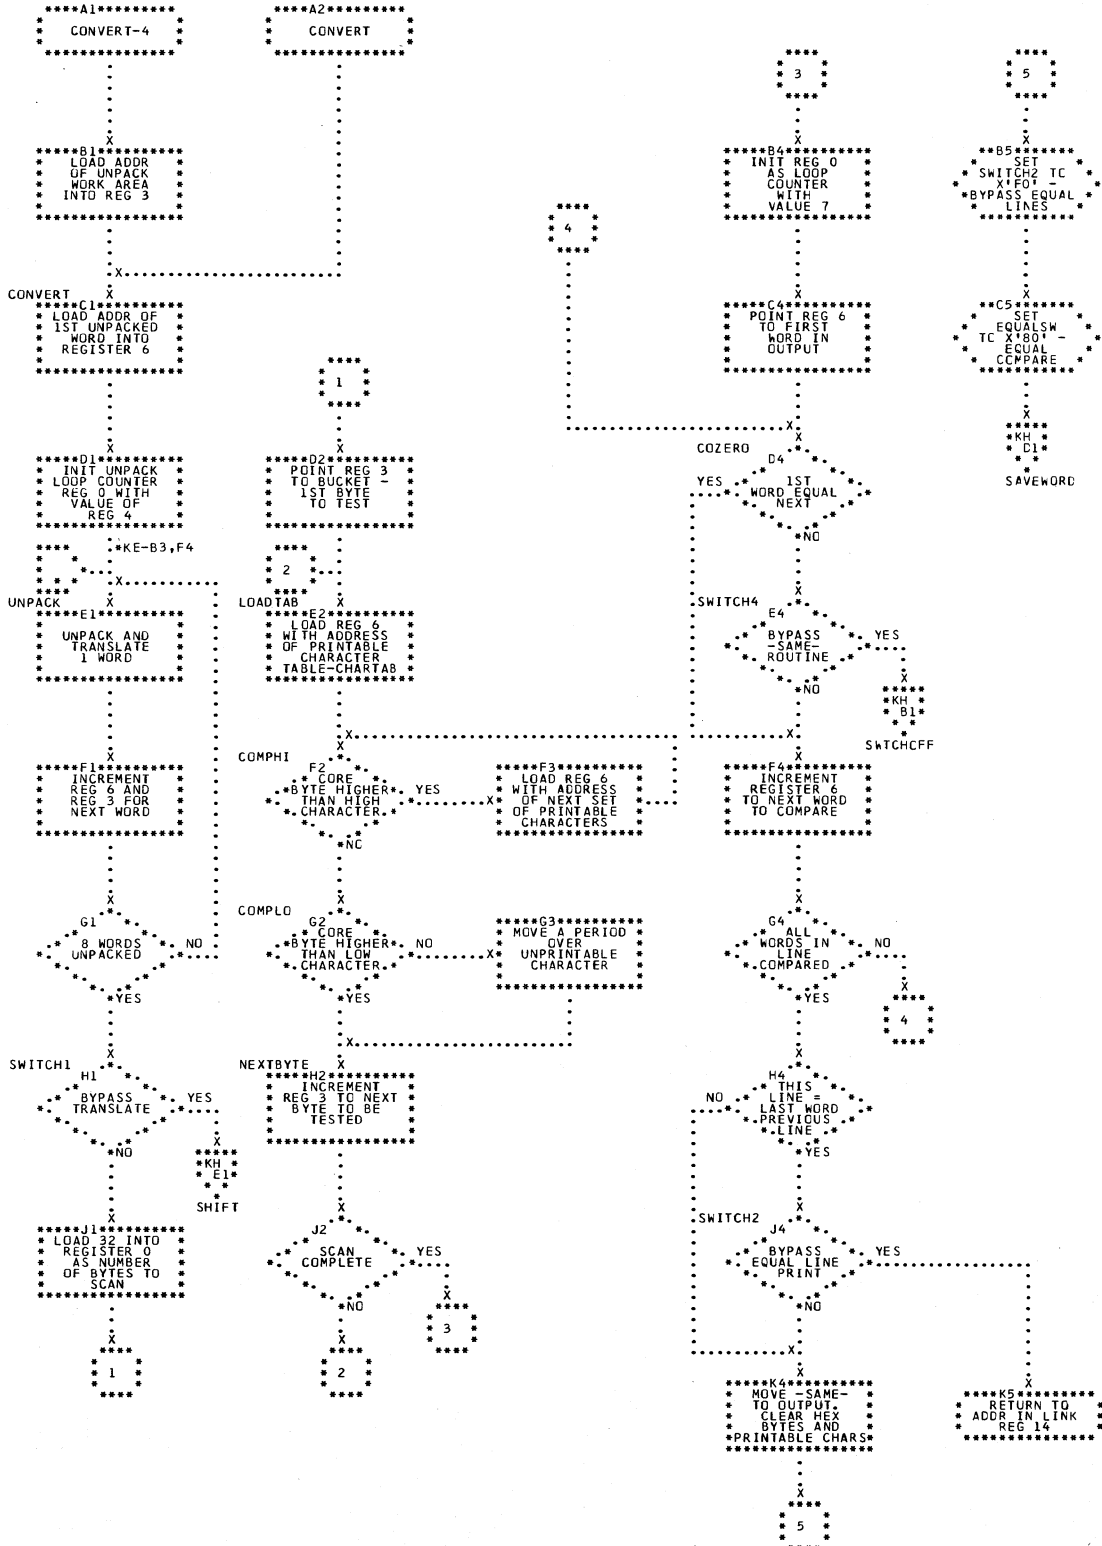 A1
CONVERT-4
A2
CONVERT
3
5
B1
LOAD ADDR
OF UNPACK
WORK AREA
INTO REG 3
B4
INIT REG 0
AS LOOP
COUNTER
WITH
VALUE 7
B5
SET
SWITCH2 TC
X'F0' -
BYPASS EQUAL
LINES
4
CONVERT
C1
LOAD ADDR OF
1ST UNPACKED
WORD INTO
REGISTER 6
C4
POINT REG 6
TO FIRST
WORD IN
OUTPUT
C5
SET
EQUALSW
TC X'80' -
EQUAL
CCMPARE
1
D1
INIT UNPACK
LOOP COUNTER
REG 0 WITH
VALUE OF
REG 4
D2
POINT REG 3
TO BUCKET -
1ST BYTE
TO TEST
COZERO
D4
1ST
WORD EQUAL
NEXT
YES
NO
KH
D1
SAVEWORD
*KE-B3,F4
2
UNPACK
E1
UNPACK AND
TRANSLATE
1 WORD
LOADTAB
E2
LOAD REG 6
WITH ADDRESS
OF PRINTABLE
CHARACTER
TABLE-CHARTAB
SWITCH4
E4
BYPASS
-SAME-
ROUTINE
YES
NO
KH
B1
SWTCHCFF
F1
INCREMENT
REG 6 AND
REG 3 FOR
NEXT WORD
COMPHI
F2
CORE
BYTE HIGHER
THAN HIGH
CHARACTER
YES
NC
F3
LOAD REG 6
WITH ADDRESS
OF NEXT SET
OF PRINTABLE
CHARACTERS
F4
INCREMENT
REGISTER 6
TO NEXT WORD
TO COMPARE
G1
8 WORDS
UNPACKED
NO
YES
COMPLO
G2
CORE
BYTE HIGHER
THAN LOW
CHARACTER
NO
YES
G3
MOVE A PERIOD
OVER
UNPRINTABLE
CHARACTER
G4
ALL
WORDS IN
LINE
COMPARED
NO
YES
4
SWITCH1
H1
BYPASS
TRANSLATE
YES
NO
KH
E1
SHIFT
NEXTBYTE
H2
INCREMENT
REG 3 TO NEXT
BYTE TO BE
TESTED
H4
THIS
LINE =
LAST WORD
PREVIOUS
LINE
NO
YES
J1
LOAD 32 INTO
REGISTER 0
AS NUMBER
OF BYTES TO
SCAN
J2
SCAN
COMPLETE
YES
NO
3
SWITCH2
J4
BYPASS
EQUAL LINE
PRINT
YES
NO
1
2
K4
MOVE -SAME-
TO OUTPUT.
CLEAR HEX
BYTES AND
PRINTABLE CHARS
K5
RETURN TO
ADDR IN LINK
REG 14
5